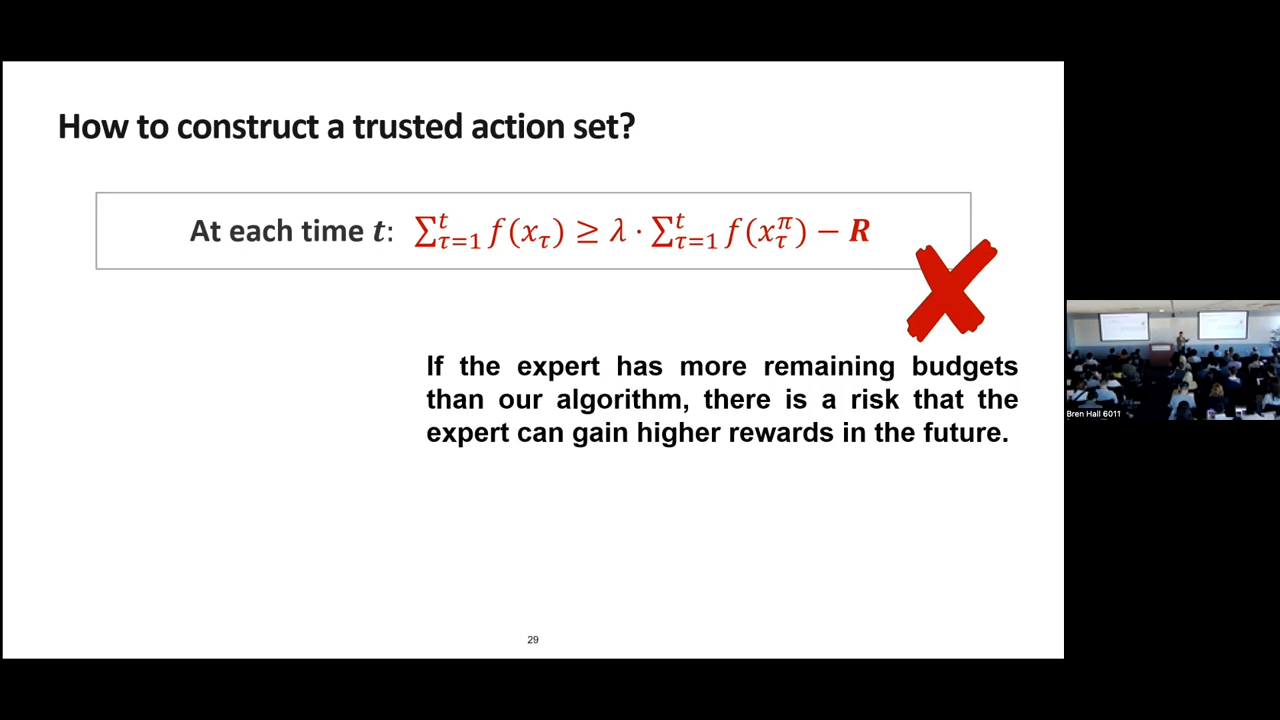 How to construct a trusted action set?
At each time t: ∑_{τ=1}^{t} f(x_τ) ≥ λ · ∑_{τ=1}^{t} f(x_τ^π) − R
If the expert has more remaining budgets
than our algorithm, there is a risk that the
expert can gain higher rewards in the future.
29
Bren Hall 6011